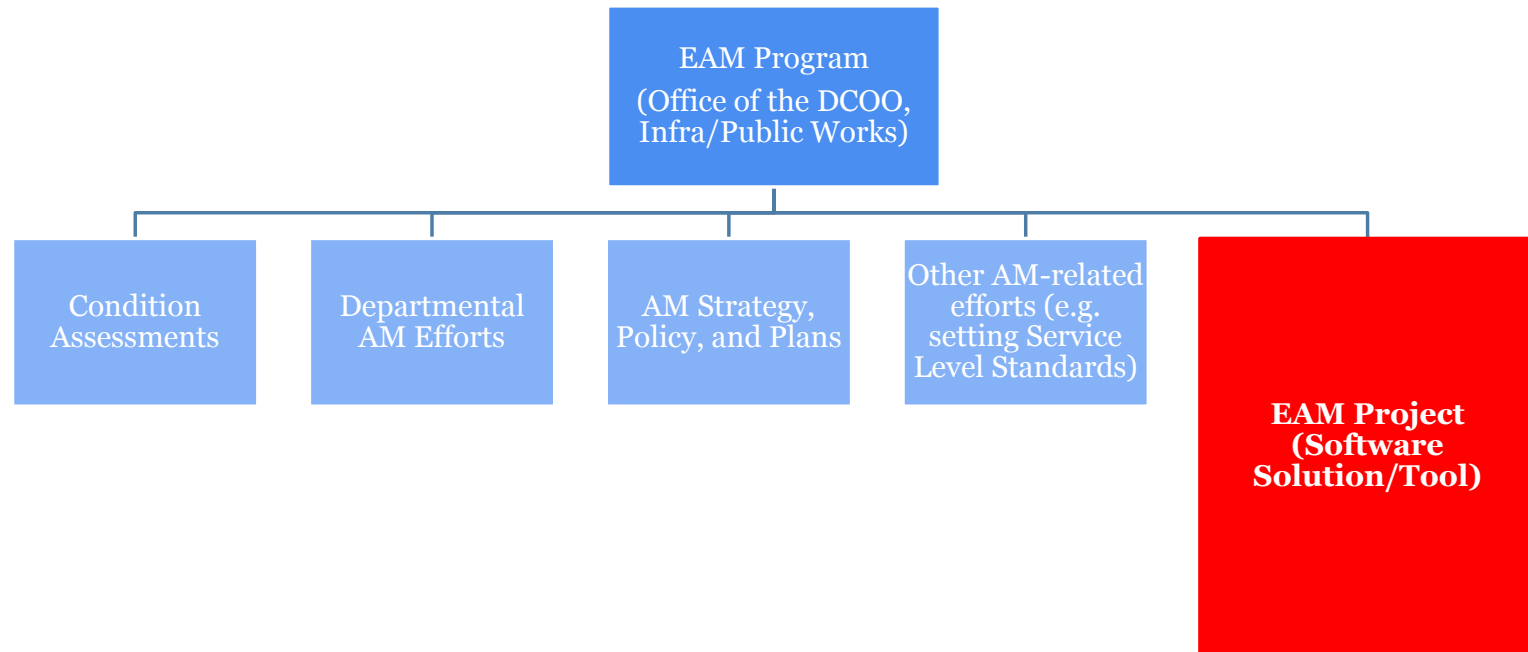 EAM Program
(Office of the DCOO,
Infra/Public Works)
Condition
Assessments
Departmental
AM Efforts
AM Strategy,
Policy, and Plans
Other AM-related
efforts (e.g.
setting Service
Level Standards)
EAM Project
(Software
Solution/Tool)